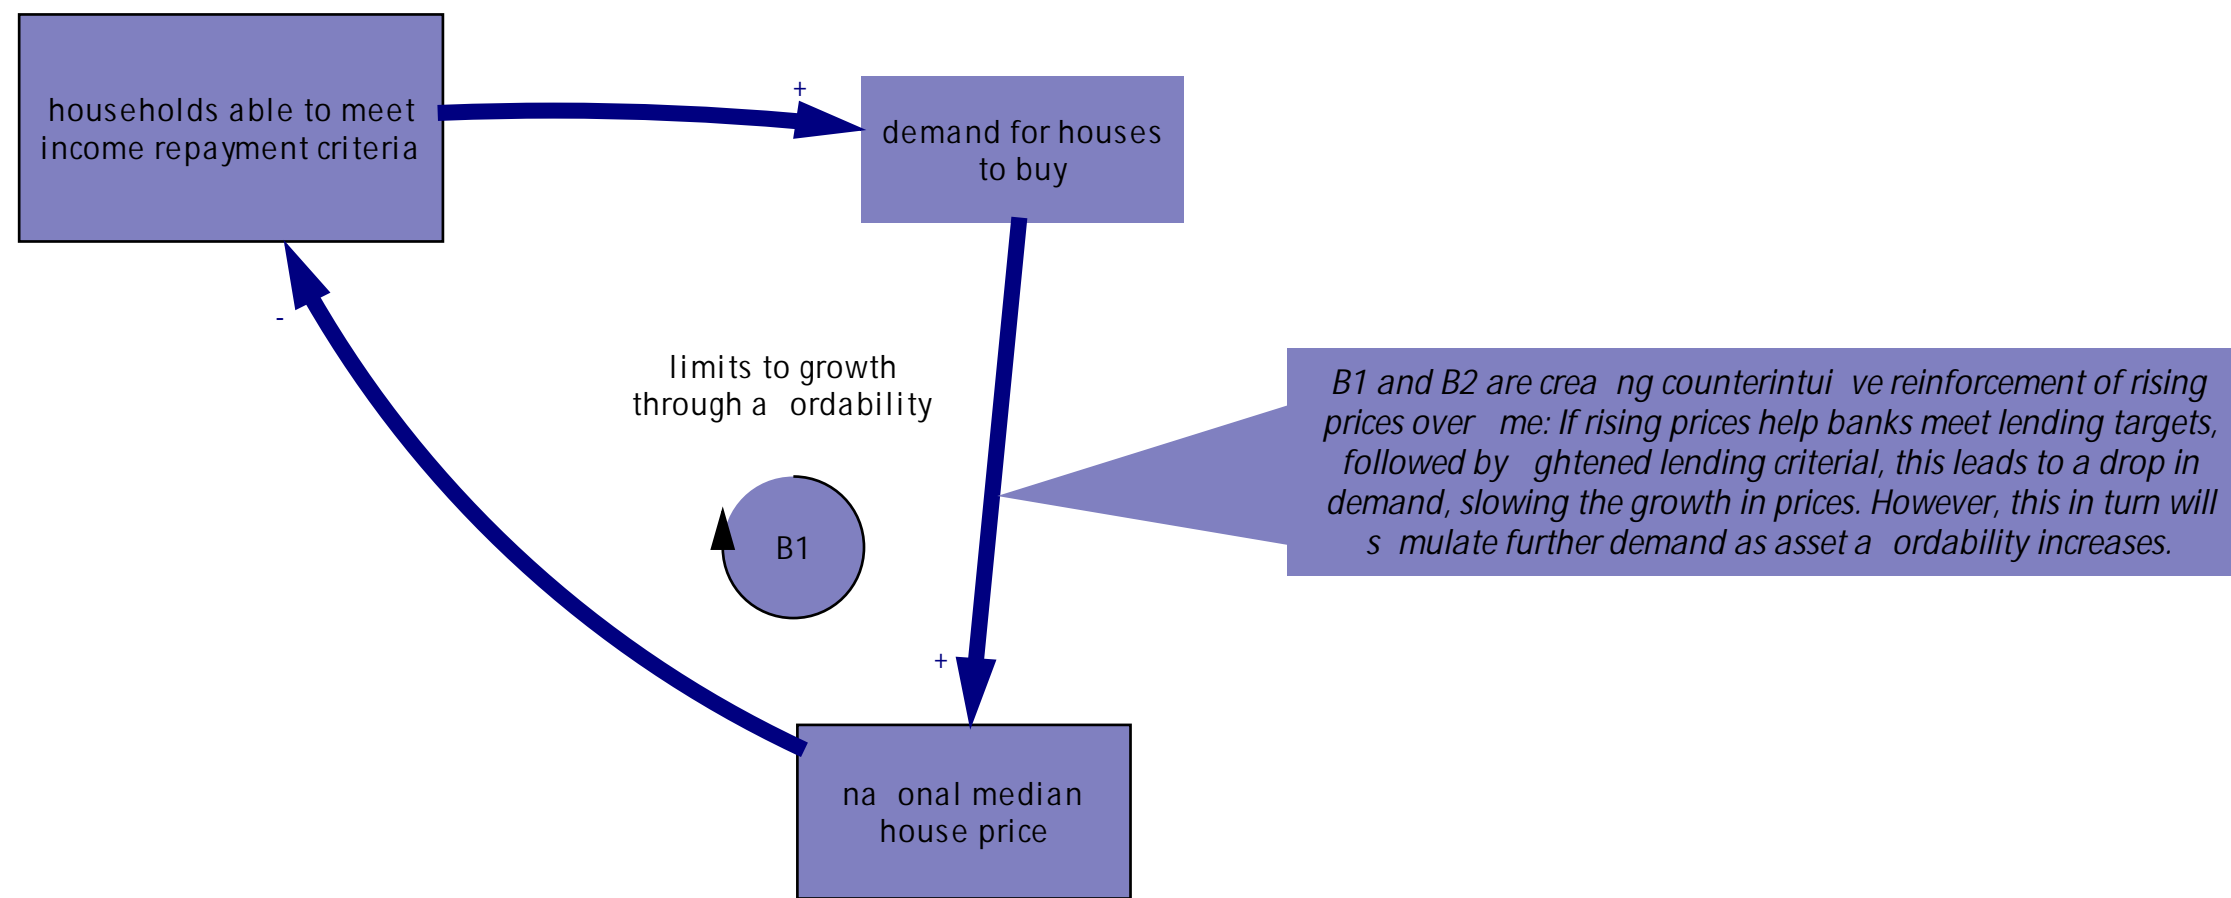 households able to meet
income repayment criteria
+
demand for houses
to buy
-
limits to growth
through a ordability
B1
+
B1 and B2 are crea ng counterintui ve reinforcement of rising
prices over me: If rising prices help banks meet lending targets,
followed by ghtened lending criterial, this leads to a drop in
demand, slowing the growth in prices. However, this in turn will
s mulate further demand as asset a ordability increases.
na onal median
house price